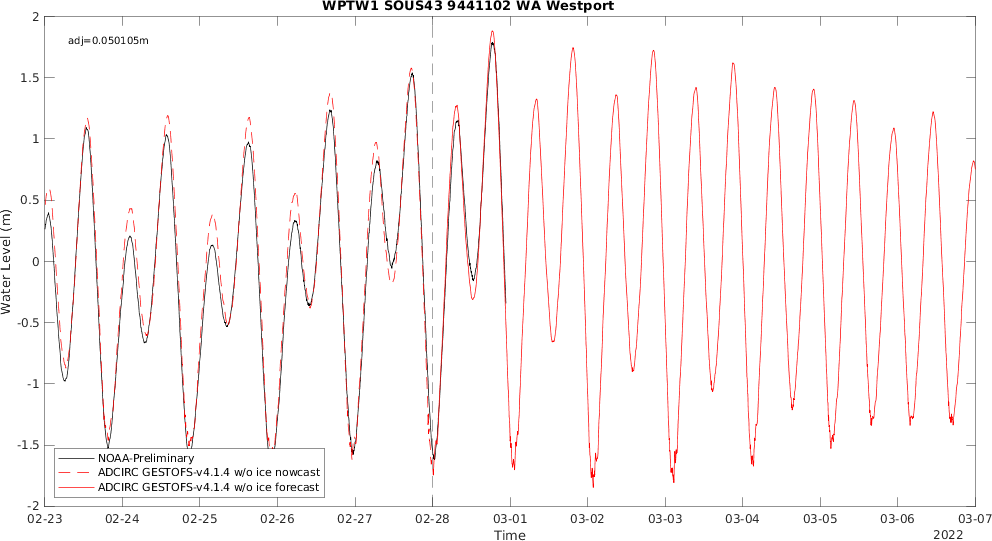 WPTW1 SOUS43 9441102 WA Westport
adj=0.050105m
2
1.5
1
0.5
0
-0.5
-1
-1.5
-2
Water Level (m)
NOAA-Preliminary
ADCIRC GESTOFS-v4.1.4 w/o ice nowcast
ADCIRC GESTOFS-v4.1.4 w/o ice forecast
02-23 02-24 02-25 02-26 02-27 02-28 03-01 03-02 03-03 03-04 03-05 03-06 03-07
Time
2022